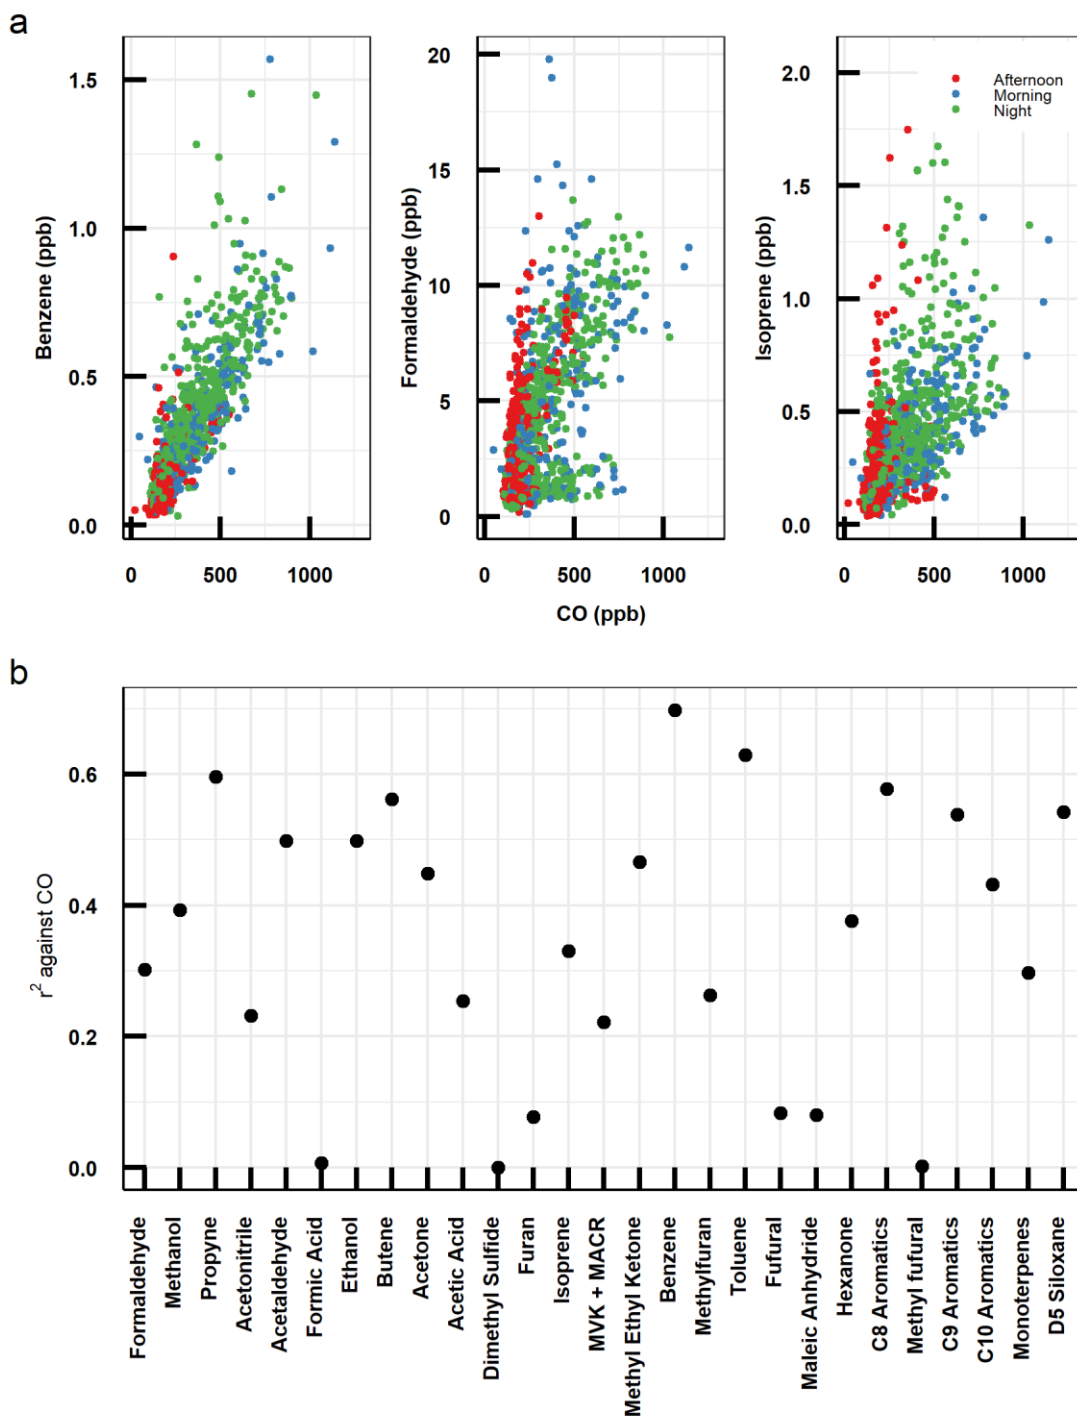 a
Benzene (ppb)
1.5
1.0
0.5
0.0
0
500
1000
Formaldehyde (ppb)
20
15
10
5
0
0
500
1000
CO (ppb)
Isoprene (ppb)
2.0
1.5
1.0
0.5
0.0
0
500
1000
Afternoon
Morning
Night
b
r² against CO
0.6
0.4
0.2
0.0
Formaldehyde
Methanol
Propyne
Acetonitrile
Acetaldehyde
Formic Acid
Ethanol
Butene
Acetone
Acetic Acid
Dimethyl Sulfide
Furan
Isoprene
MVK + MACR
Methyl Ethyl Ketone
Benzene
Methylfuran
Toluene
Fufural
Maleic Anhydride
Hexanone
C8 Aromatics
Methyl fufural
C9 Aromatics
C10 Aromatics
Monoterpenes
D5 Siloxane